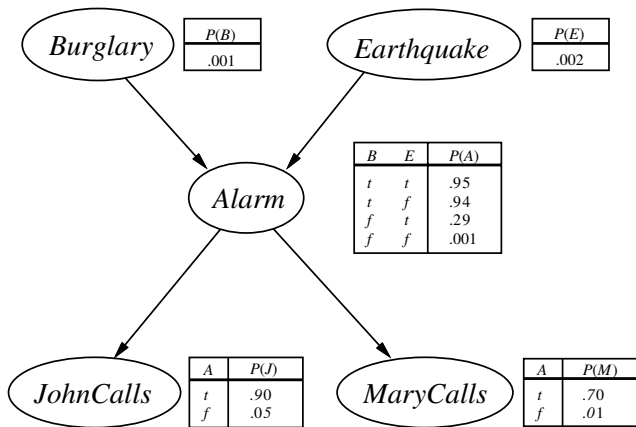 Burglary
P(B)
.001
Earthquake
P(E)
.002
Alarm
B E P(A)
t t .95
t f .94
f t .29
f f .001
JohnCalls
A P(J)
t .90
f .05
MaryCalls
A P(M)
t .70
f .01